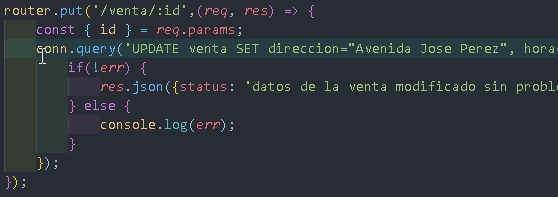 router.put('/venta/:id',(req, res) => {
const { id } = req.params;
conn.query('UPDATE venta SET direccion="Avenida Jose Perez", hora=
if(!err) {
res.json({status: 'datos de la venta modificado sin proble
} else {
console.log(err);
}
});
});